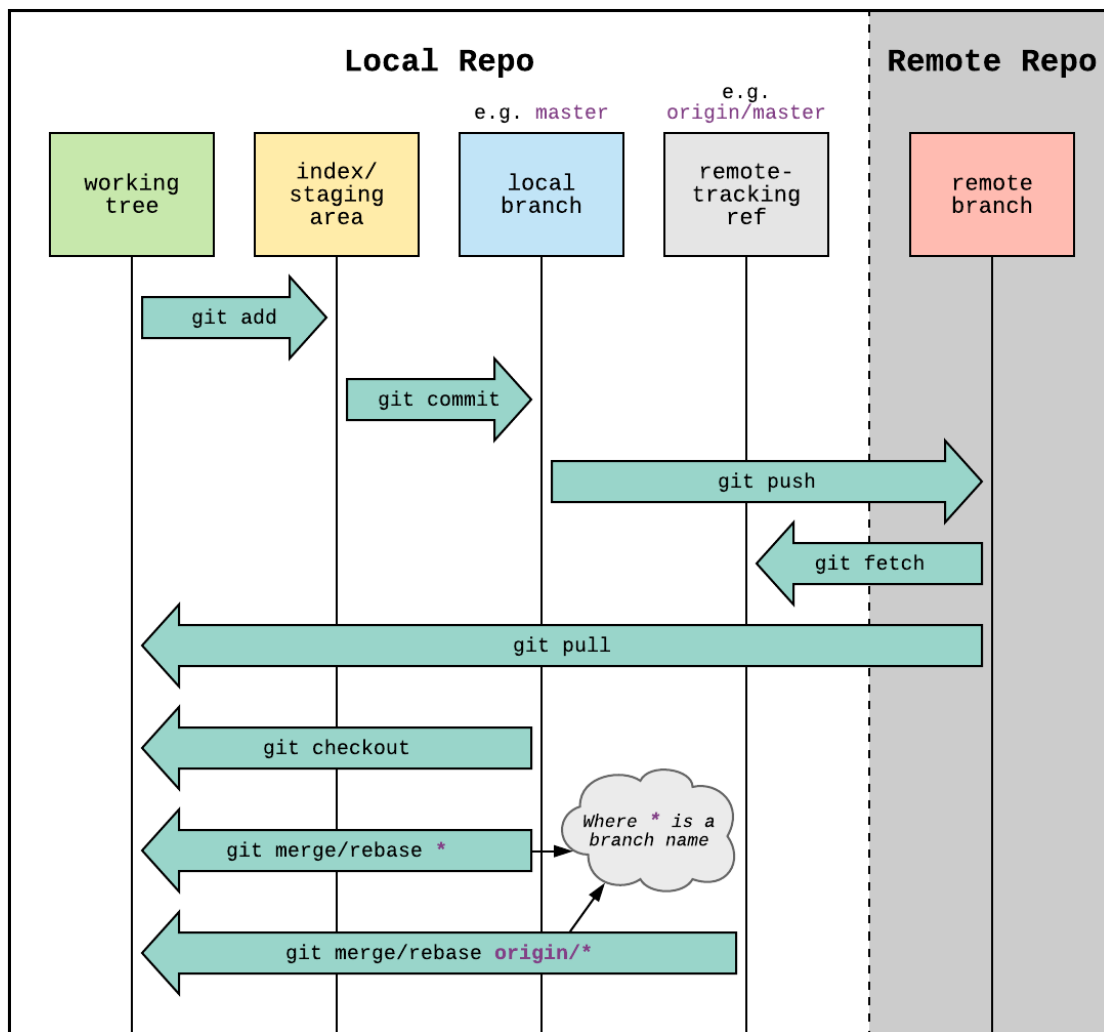 Local Repo
Remote Repo
e.g. master
e.g.
origin/master
working
tree
index/
staging
area
local
branch
remote-
tracking
ref
remote
branch
git add
git commit
git push
git fetch
git pull
git checkout
git merge/rebase *
Where * is a
branch name
git merge/rebase origin/*